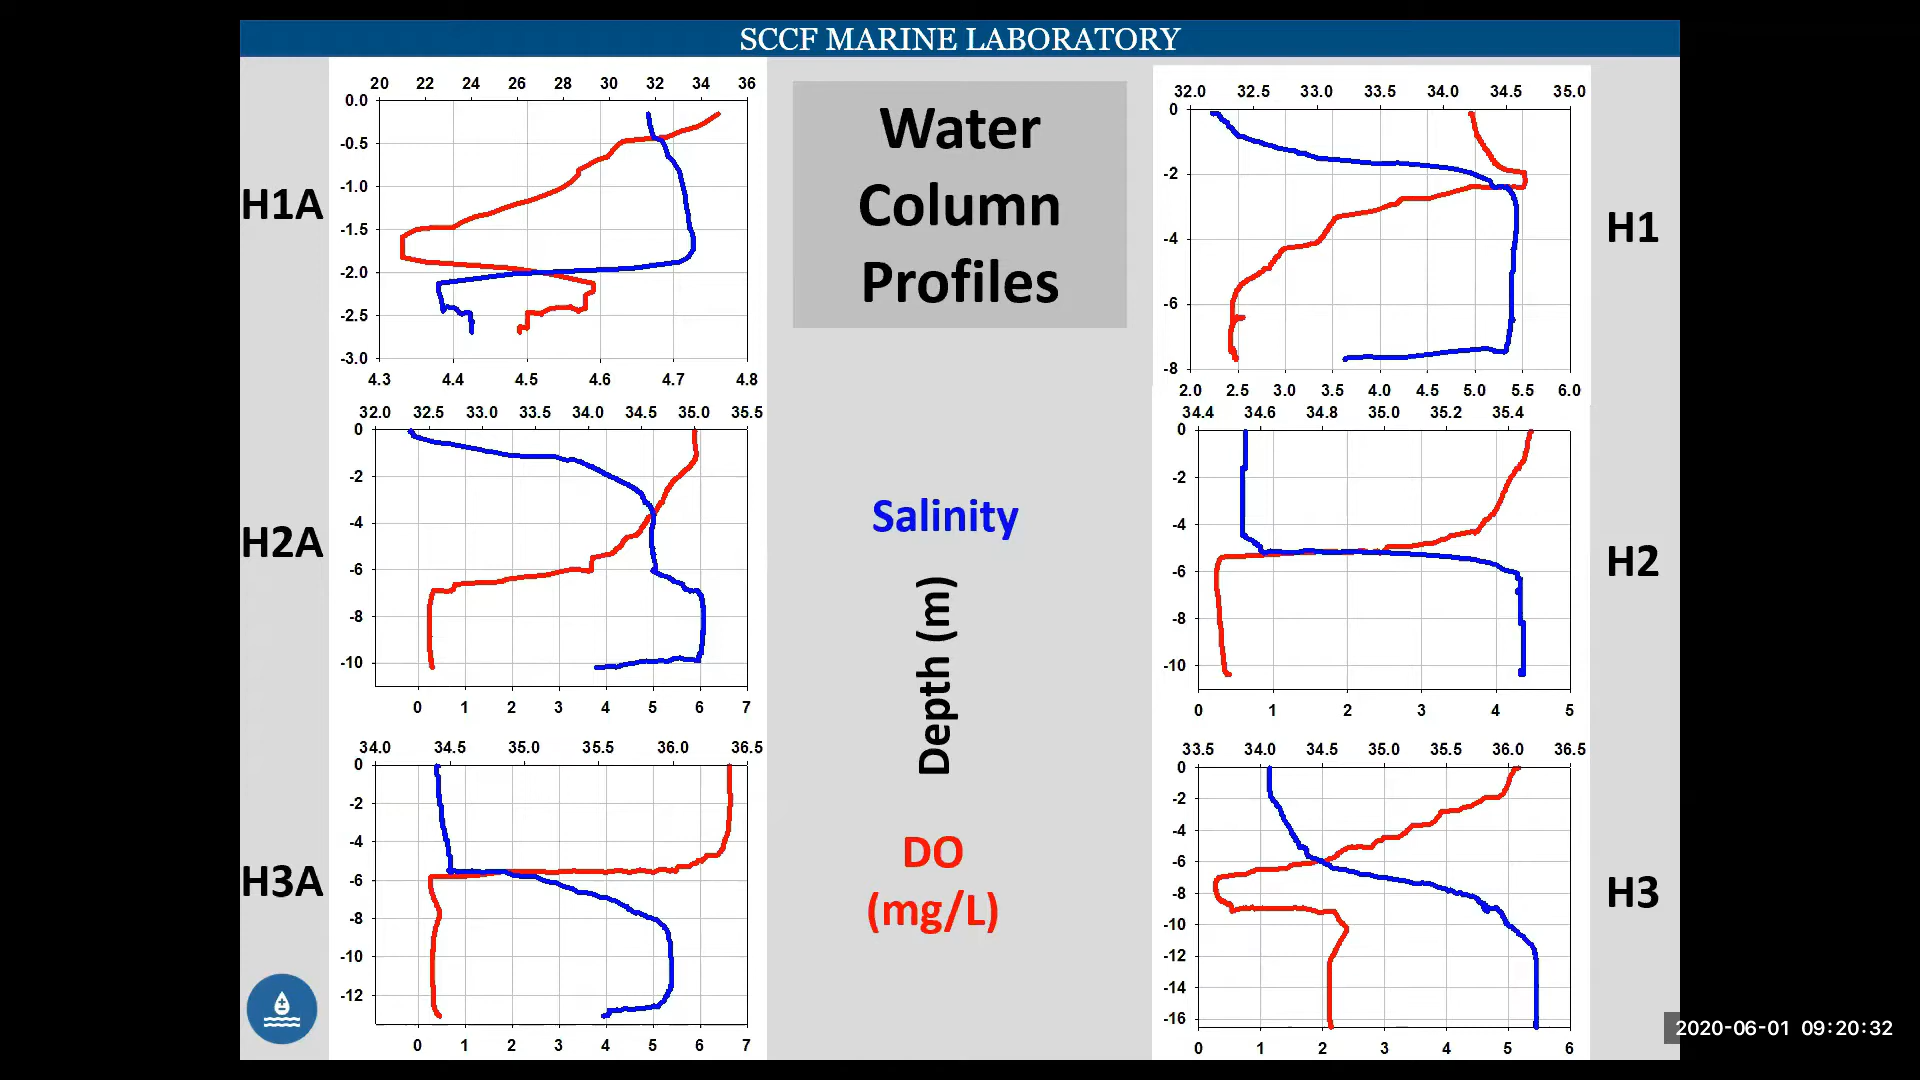 SCCF MARINE LABORATORY
20 22 24 26 28 30 32 34 36
0.0
-0.5
-1.0
-1.5
-2.0
-2.5
-3.0
4.3 4.4 4.5 4.6 4.7 4.8
H1A
Water
Column
Profiles
32.0 32.5 33.0 33.5 34.0 34.5 35.0
0
-2
-4
-6
-8
2.0 2.5 3.0 3.5 4.0 4.5 5.0 5.5 6.0
H1
32.0 32.5 33.0 33.5 34.0 34.5 35.0 35.5
0
-2
-4
-6
-8
-10
0 1 2 3 4 5 6 7
H2A
Salinity
Depth (m)
DO
(mg/L)
34.4 34.6 34.8 35.0 35.2 35.4
0
-2
-4
-6
-8
-10
0 1 2 3 4 5
H2
34.0 34.5 35.0 35.5 36.0 36.5
0
-2
-4
-6
-8
-10
-12
0 1 2 3 4 5 6 7
H3A
33.5 34.0 34.5 35.0 35.5 36.0 36.5
0
-2
-4
-6
-8
-10
-12
-14
-16
0 1 2 3 4 5 6
H3
2020-06-01 09:20:32